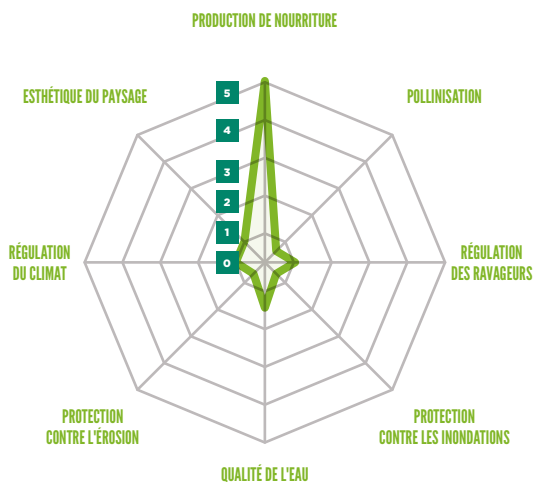 PRODUCTION DE NOURRITURE
ESTHÉTIQUE DU PAYSAGE
POLLINISATION
5
4
3
2
1
0
RÉGULATION
DU CLIMAT
RÉGULATION
DES RAVAGEURS
PROTECTION
CONTRE L'ÉROSION
PROTECTION
CONTRE LES INONDATIONS
QUALITÉ DE L'EAU